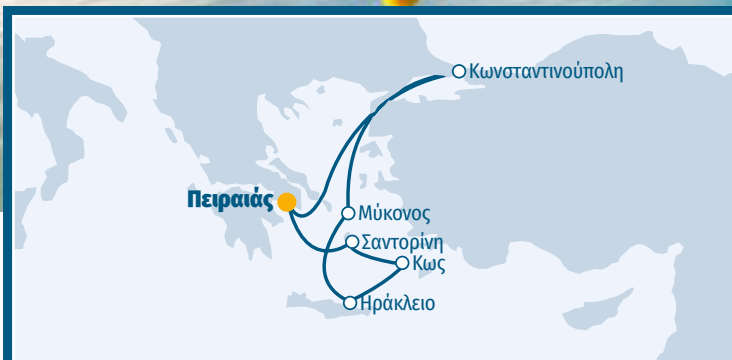 Κωνσταντινούπολη
Πειραιάς
Μύκονος
Σαντορίνη
Κως
Ηράκλειο